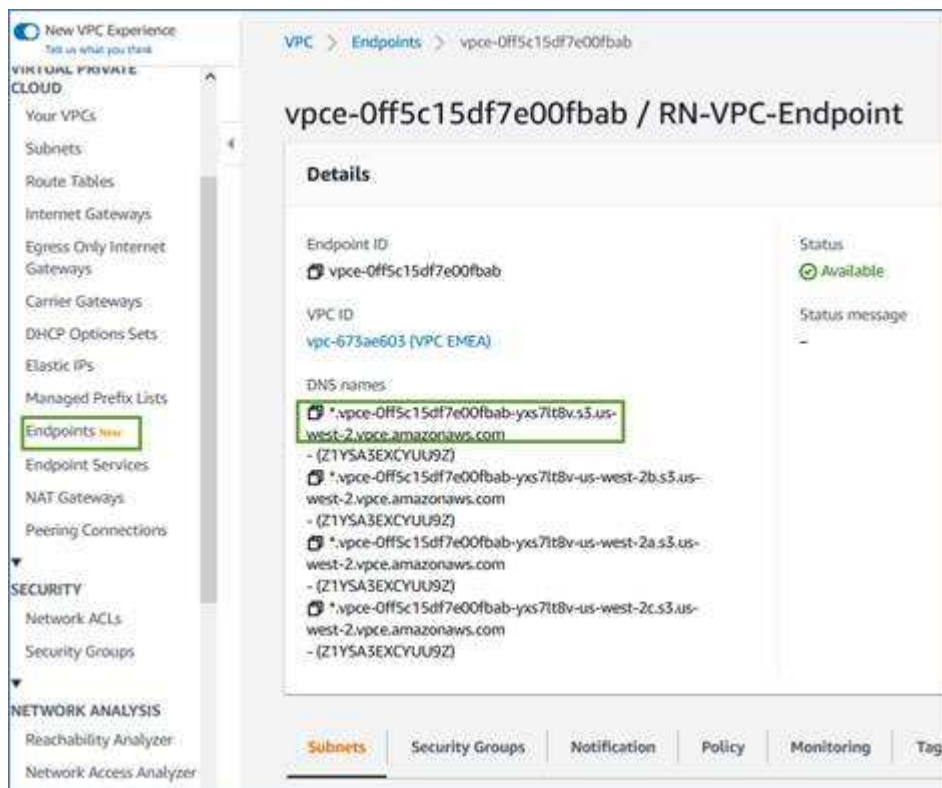 New VPC Experience
Tell us what you think
VIRTUAL PRIVATE
CLOUD
Your VPCs
Subnets
Route Tables
Internet Gateways
Egress Only Internet
Gateways
Carrier Gateways
DHCP Options Sets
Elastic IPs
Managed Prefix Lists
Endpoints New
Endpoint Services
NAT Gateways
Peering Connections
SECURITY
Network ACLs
Security Groups
NETWORK ANALYSIS
Reachability Analyzer
Network Access Analyzer
VPC > Endpoints > vpce-0ff5c15df7e00fbab
vpce-0ff5c15df7e00fbab / RN-VPC-Endpoint
Details
Endpoint ID
vpce-0ff5c15df7e00fbab
VPC ID
vpc-673ae603 (VPC EMEA)
DNS names
*.vpce-0ff5c15df7e00fbab-yxs7lt8v.s3.us-
west-2.vpce.amazonaws.com
- (Z1YSA3EXCYUU9Z)
*.vpce-0ff5c15df7e00fbab-yxs7lt8v-us-west-2b.s3.us-
west-2.vpce.amazonaws.com
- (Z1YSA3EXCYUU9Z)
*.vpce-0ff5c15df7e00fbab-yxs7lt8v-us-west-2a.s3.us-
west-2.vpce.amazonaws.com
- (Z1YSA3EXCYUU9Z)
*.vpce-0ff5c15df7e00fbab-yxs7lt8v-us-west-2c.s3.us-
west-2.vpce.amazonaws.com
- (Z1YSA3EXCYUU9Z)
Status
Available
Status message
-
Subnets
Security Groups
Notification
Policy
Monitoring
Tag